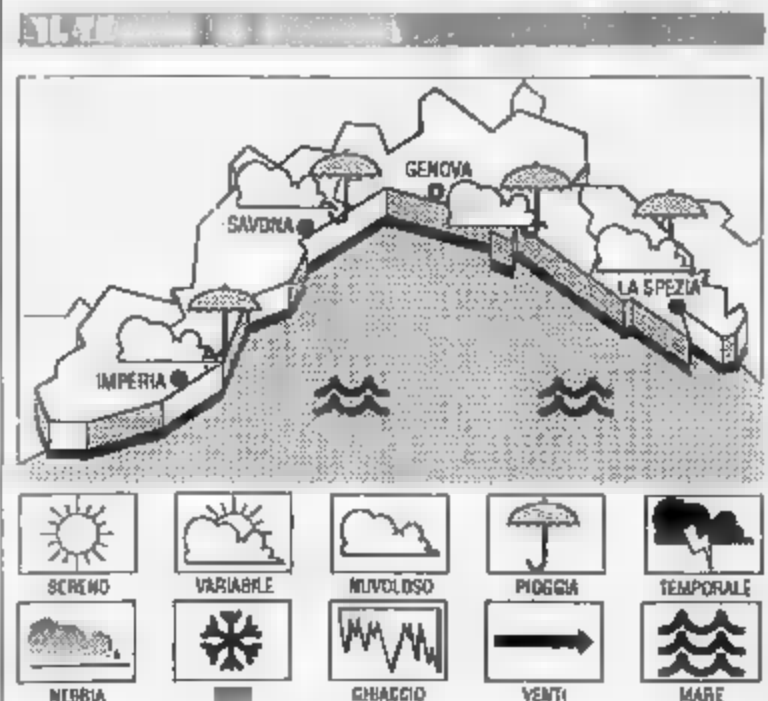 GENOVA
SAVONA
LA SPEZIA
IMPERIA
SERENO VARIABILE NUVOLOSO PIOGGIA TEMPORALE
NEBBIA GHIACCIO VENTI MARE